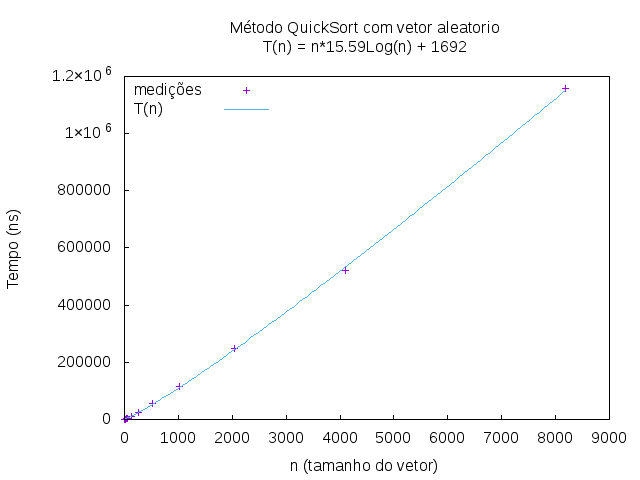 Método QuickSort com vetor aleatorio
T(n) = n*15.59Log(n) + 1692
1.2×10^6
1×10^6
800000
600000
400000
200000
0
medições
T(n)
Tempo (ns)
0 1000 2000 3000 4000 5000 6000 7000 8000 9000
n (tamanho do vetor)